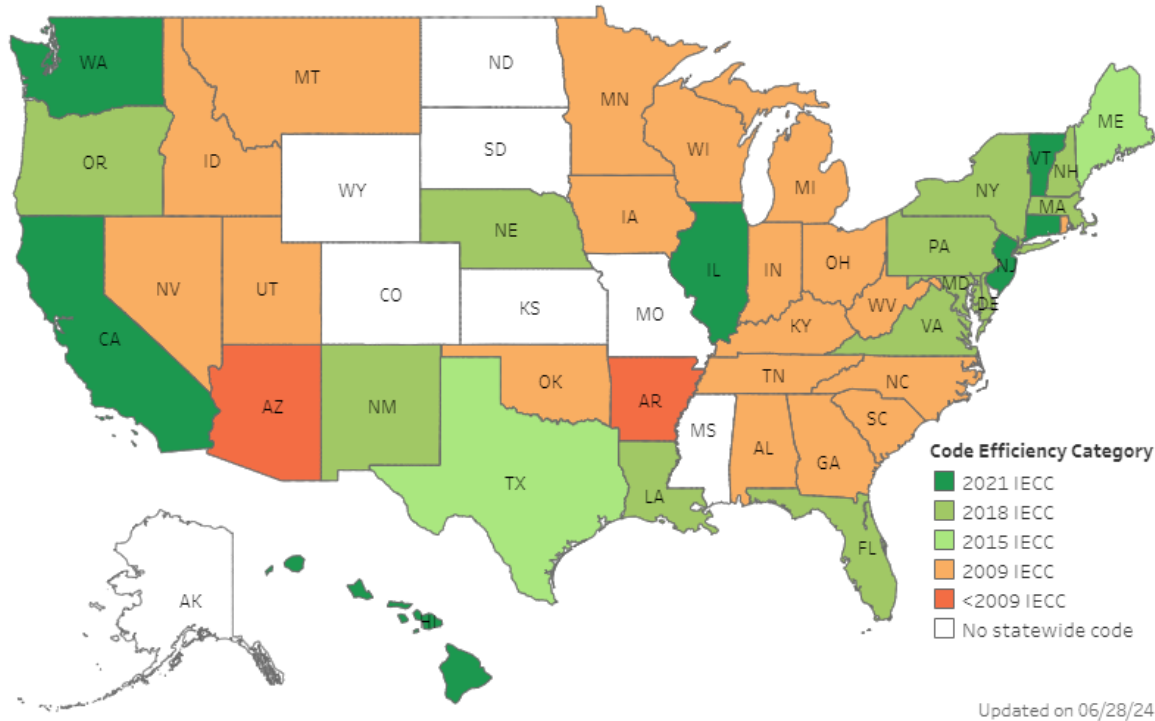 WA
MT
ND
MN
ME
OR
ID
SD
WI
VT
NH
WY
MI
NY
MA
IA
NE
PA
NV
UT
CO
IL
IN
OH
NJ
MD
DE
KS
MO
WV
VA
CA
KY
OK
TN
NC
AZ
NM
AR
MS
AL
GA
SC
TX
LA
FL
AK
HI
Code Efficiency Category
2021 IECC
2018 IECC
2015 IECC
2009 IECC
<2009 IECC
No statewide code
Updated on 06/28/24